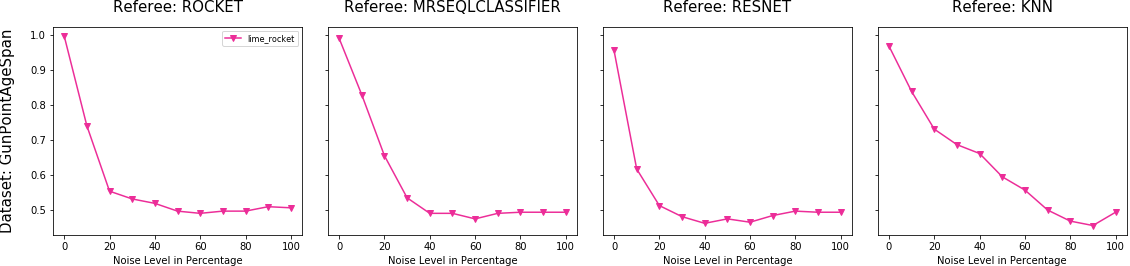 Referee: ROCKET
Referee: MRSEQLCLASSIFIER
Referee: RESNET
Referee: KNN
Dataset: GunPointAgeSpan
1.0
0.9
0.8
0.7
0.6
0.5
lime_rocket
0 20 40 60 80 100
0 20 40 60 80 100
0 20 40 60 80 100
0 20 40 60 80 100
Noise Level in Percentage
Noise Level in Percentage
Noise Level in Percentage
Noise Level in Percentage